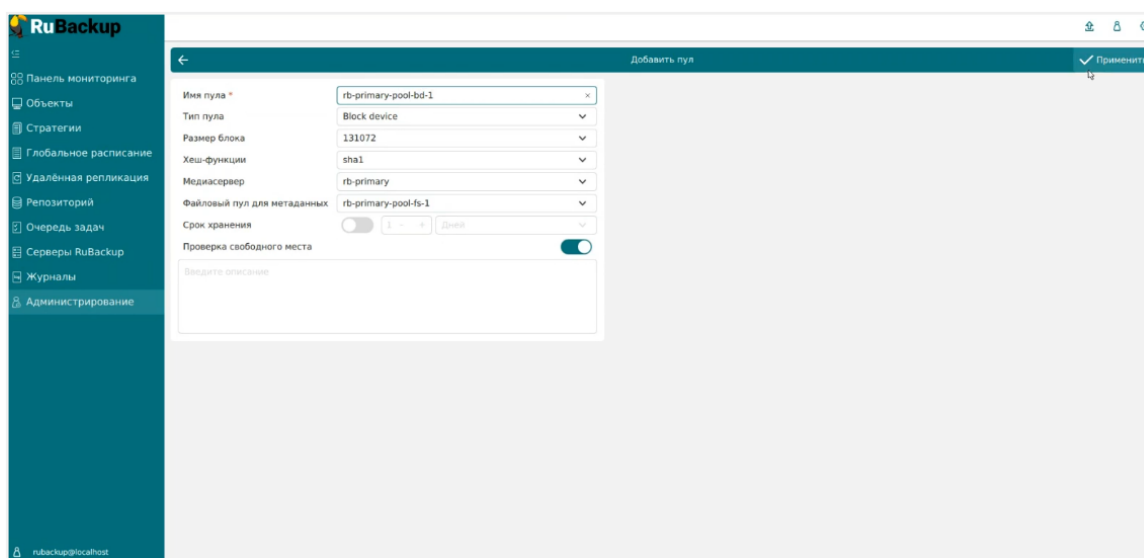 RuBackup
Добавить пул
Применить
Панель мониторинга
Объекты
Стратегии
Глобальное расписание
Удалённая репликация
Репозиторий
Очередь задач
Серверы RuBackup
Журналы
Администрирование
rubackup@localhost
Имя пула * rb-primary-pool-bd-1
Тип пула Block device
Размер блока 131072
Хеш-функции sha1
Медиасервер rb-primary
Файловый пул для метаданных rb-primary-pool-fs-1
Срок хранения 1 - + Дней
Проверка свободного места
Введите описание